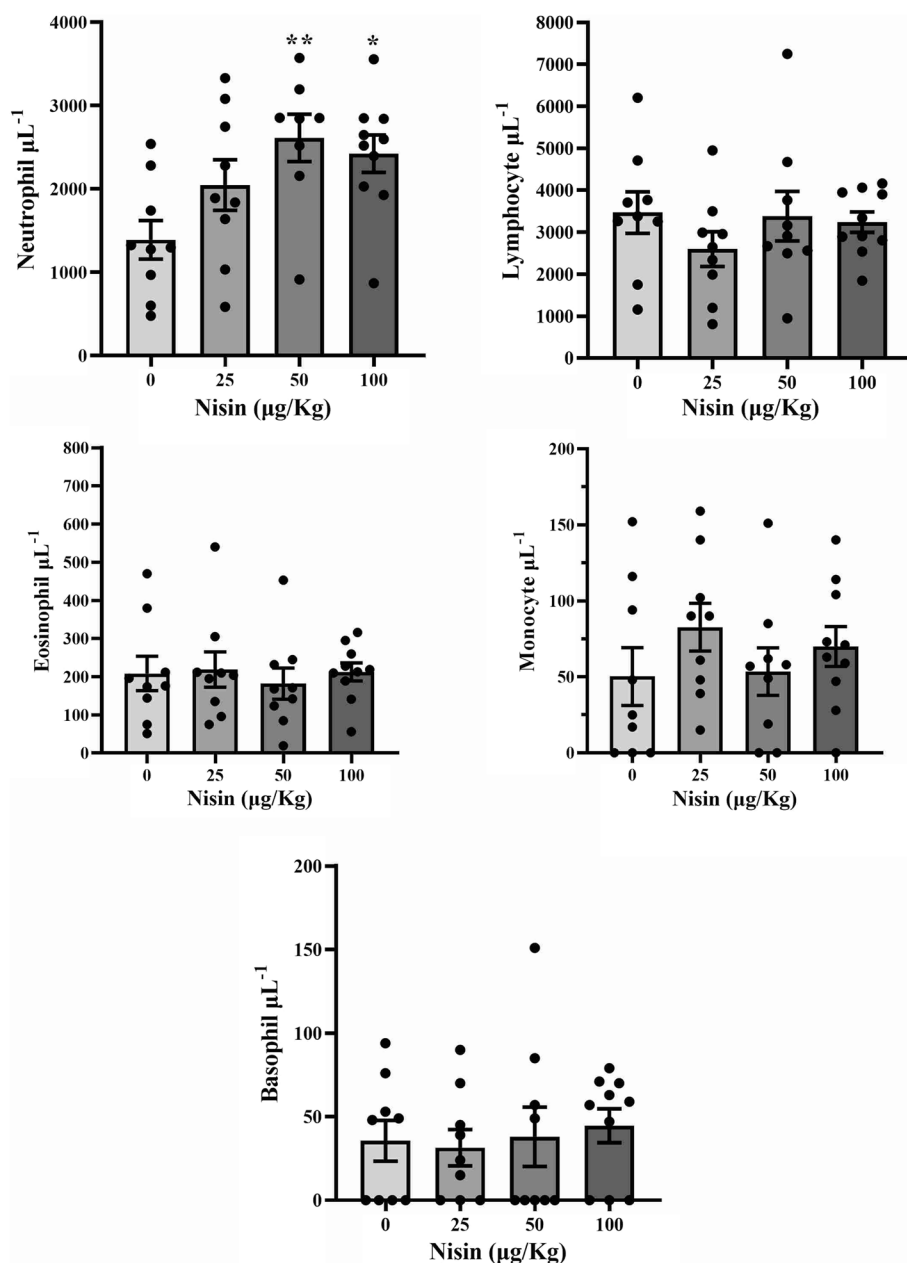 Neutrophil µL-1
4000
3000
2000
1000
0
** *
0 25 50 100
Nisin (µg/Kg)
Lymphocyte µL-1
8000
7000
6000
5000
4000
3000
2000
1000
0
0 25 50 100
Nisin (µg/Kg)
Eosinophil µL-1
800
700
600
500
400
300
200
100
0
0 25 50 100
Nisin (µg/Kg)
Monocyte µL-1
200
150
100
50
0
0 25 50 100
Nisin (µg/Kg)
Basophil µL-1
200
150
100
50
0
0 25 50 100
Nisin (µg/Kg)